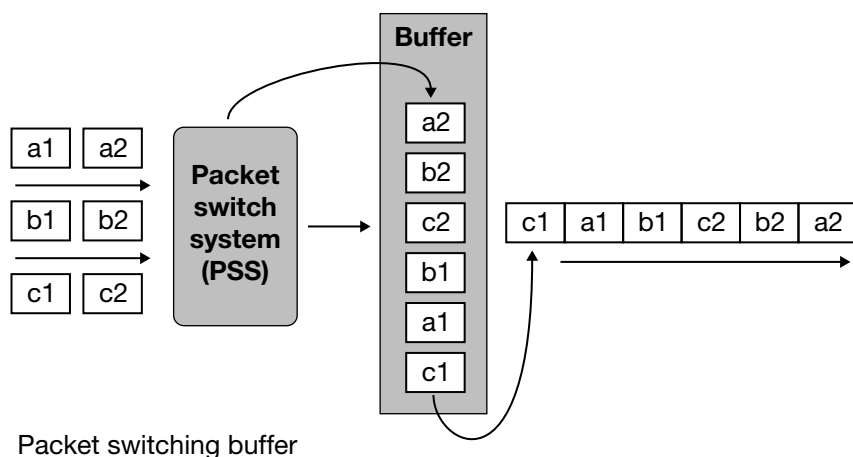 Buffer
a1 a2
b1 b2
c1 c2
Packet
switch
system
(PSS)
a2
b2
c2
b1
a1
c1
c1 a1 b1 c2 b2 a2
Packet switching buffer